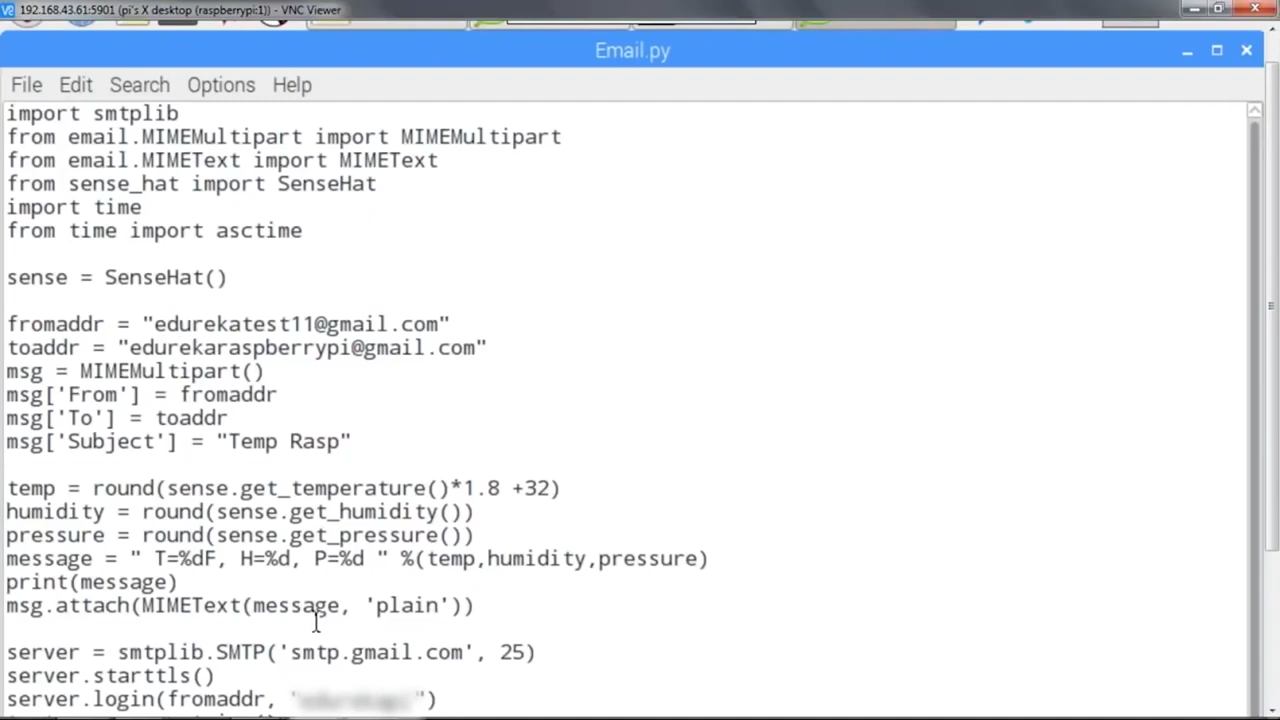 192.168.43.61:5901 (pi's X desktop (raspberrypi:1)) - VNC Viewer
Email.py
File Edit Search Options Help
import smtplib
from email.MIMEMultipart import MIMEMultipart
from email.MIMEText import MIMEText
from sense_hat import SenseHat
import time
from time import asctime
sense = SenseHat()
fromaddr = "edurekatest11@gmail.com"
toaddr = "edurekaraspberrypi@gmail.com"
msg = MIMEMultipart()
msg['From'] = fromaddr
msg['To'] = toaddr
msg['Subject'] = "Temp Rasp"
temp = round(sense.get_temperature()*1.8 +32)
humidity = round(sense.get_humidity())
pressure = round(sense.get_pressure())
message = " T=%dF, H=%d, P=%d " %(temp,humidity,pressure)
print(message)
msg.attach(MIMEText(message, 'plain'))
server = smtplib.SMTP('smtp.gmail.com', 25)
server.starttls()
server.login(fromaddr, " ")